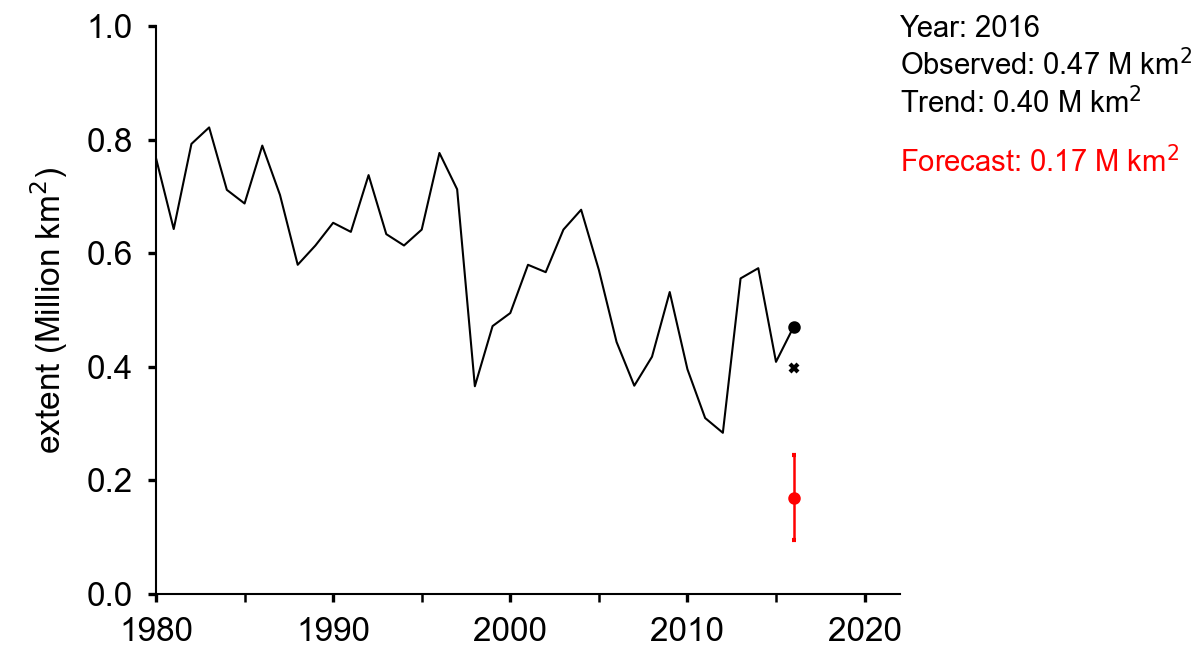 Year: 2016
Observed: 0.47 M km²
Trend: 0.40 M km²
Forecast: 0.17 M km²
extent (Million km²)
1.0
0.8
0.6
0.4
0.2
0.0
1980 1990 2000 2010 2020